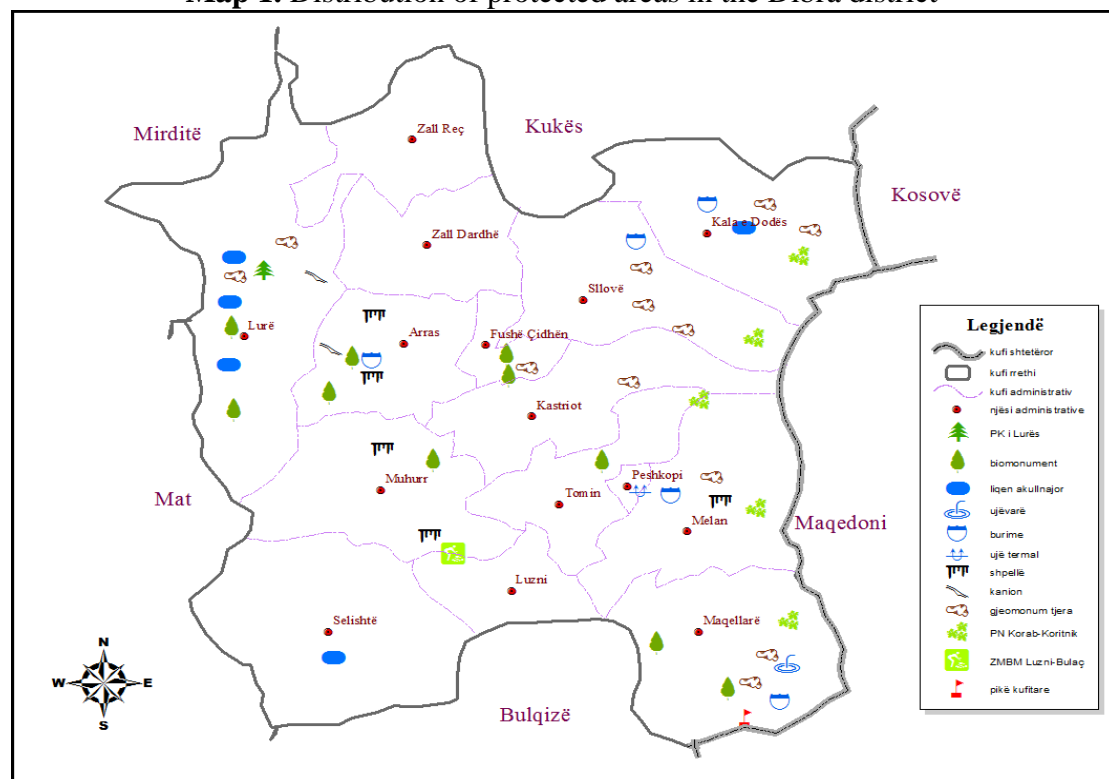 Map 1. Distribution of protected areas in the Dibra district
Mirditë
Zall Reç
Kukës
Kosovë
Kala e Dodës
Zall Dardhë
Sllovë
Lurë
Arras
Fushë Çidhën
Kastriot
Mat
Muhurr
Tomin
Peshkopi
Melan
Maqedoni
Luzni
Selishtë
Maqellarë
Bulqizë
N
W
E
S
Legjendë
kufi shtetëror
kufi rrethi
kufi administrativ
njësi administrative
PK i Lurës
biomonument
liqen akullnajor
ujëvarë
burime
ujë termal
shpellë
kanion
gjeomonum tjera
PN Korab-Koritnik
ZMBM Luzni-Bulaç
pikë kufitare